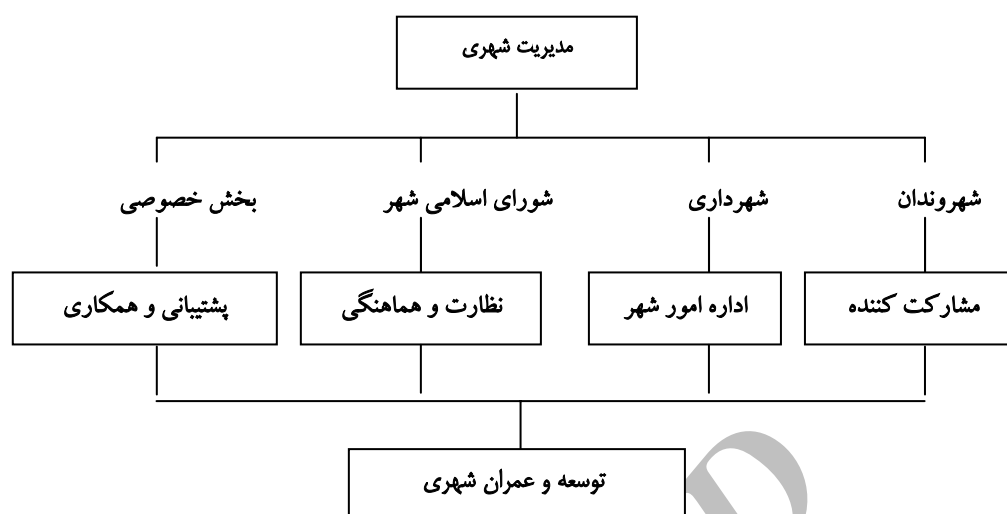 مدیریت شهری
شهروندان شهرداری شورای اسلامی شهر بخش خصوصی
مشارکت کننده اداره امور شهر نظارت و هماهنگی پشتیبانی و همکاری
توسعه و عمران شهری